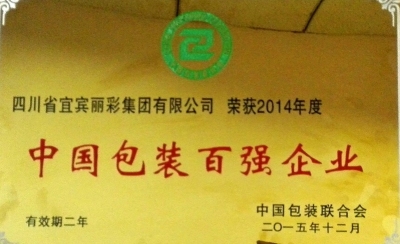 四川省宜宾丽彩集团有限公司 荣获2014年度
中国包装百强企业
有效期二年
中国包装联合会
二〇一五年十二月